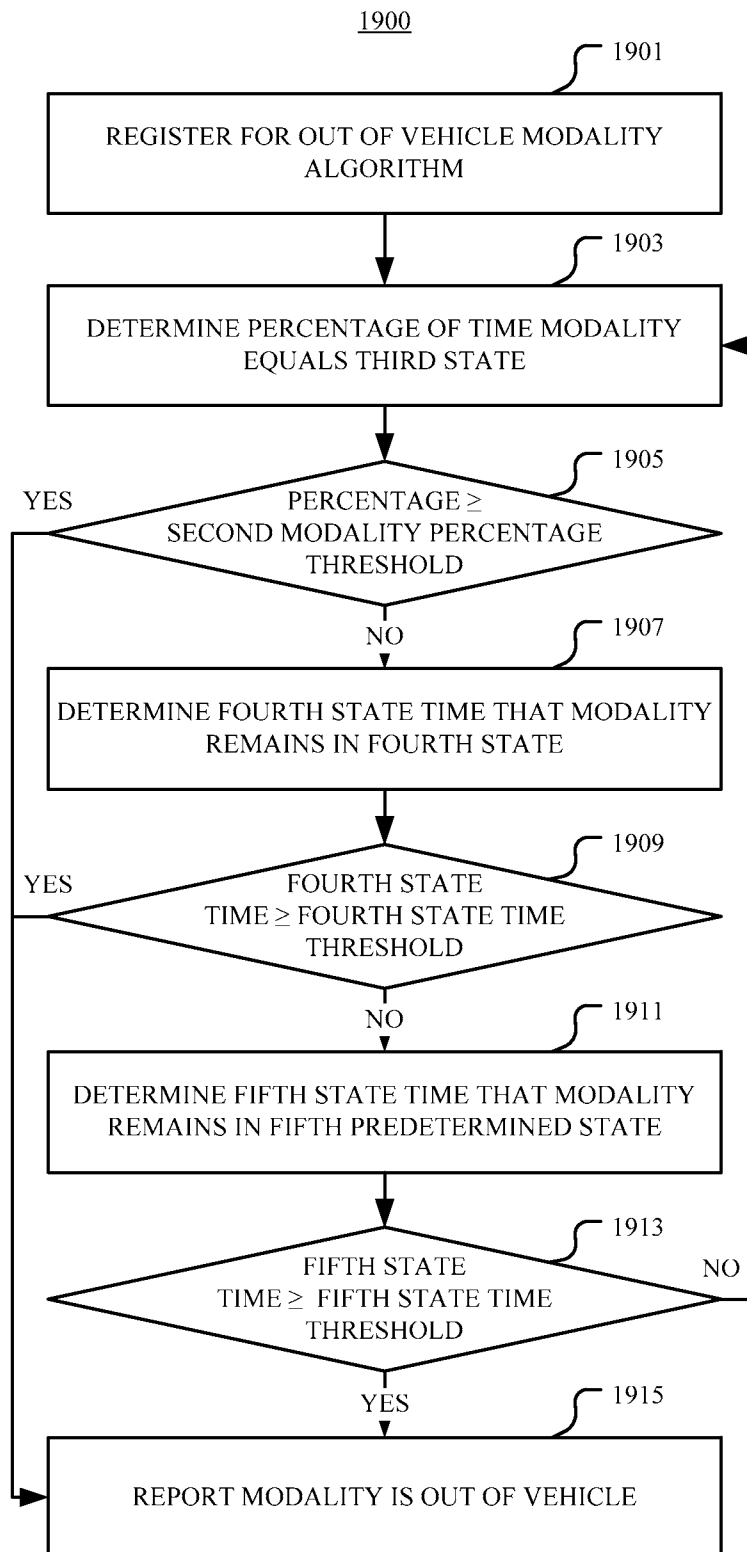 1900
1901
REGISTER FOR OUT OF VEHICLE MODALITY
ALGORITHM
1903
DETERMINE PERCENTAGE OF TIME MODALITY
EQUALS THIRD STATE
1905
YES
PERCENTAGE ≥
SECOND MODALITY PERCENTAGE
THRESHOLD
NO
1907
DETERMINE FOURTH STATE TIME THAT MODALITY
REMAINS IN FOURTH STATE
1909
YES
FOURTH STATE
TIME ≥ FOURTH STATE TIME
THRESHOLD
NO
1911
DETERMINE FIFTH STATE TIME THAT MODALITY
REMAINS IN FIFTH PREDETERMINED STATE
1913
FIFTH STATE
TIME ≥ FIFTH STATE TIME
THRESHOLD
NO
YES
1915
REPORT MODALITY IS OUT OF VEHICLE